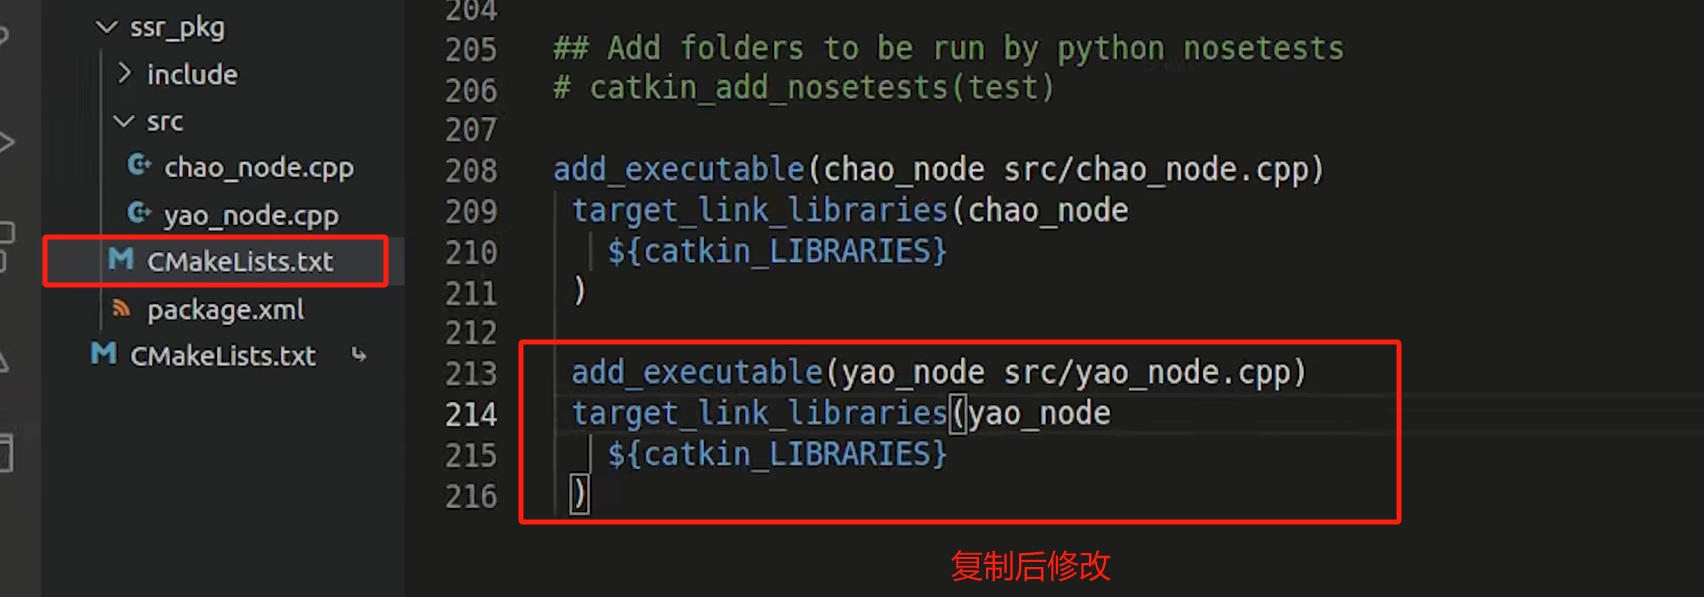 ssr_pkg
include
src
chao_node.cpp
yao_node.cpp
CMakeLists.txt
package.xml
CMakeLists.txt
204
205 ## Add folders to be run by python nosetests
206 # catkin_add_nosetests(test)
207
208 add_executable(chao_node src/chao_node.cpp)
209 target_link_libraries(chao_node
210 ${catkin_LIBRARIES}
211 )
212
213 add_executable(yao_node src/yao_node.cpp)
214 target_link_libraries(yao_node
215 ${catkin_LIBRARIES}
216 )
复制后修改